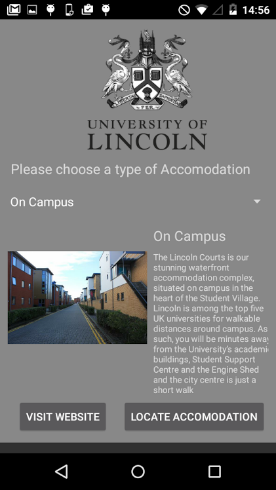 14:56
UNIVERSITY OF
LINCOLN
Please choose a type of Accomodation
On Campus
On Campus
The Lincoln Courts is our
stunning waterfront
accommodation complex,
situated on campus in the
heart of the Student Village.
Lincoln is among the top five
UK universities for walkable
distances around campus. As
such, you will be minutes away
from the University's academi
buildings, Student Support
Centre and the Engine Shed
and the city centre is just a
short walk
VISIT WEBSITE
LOCATE ACCOMODATION